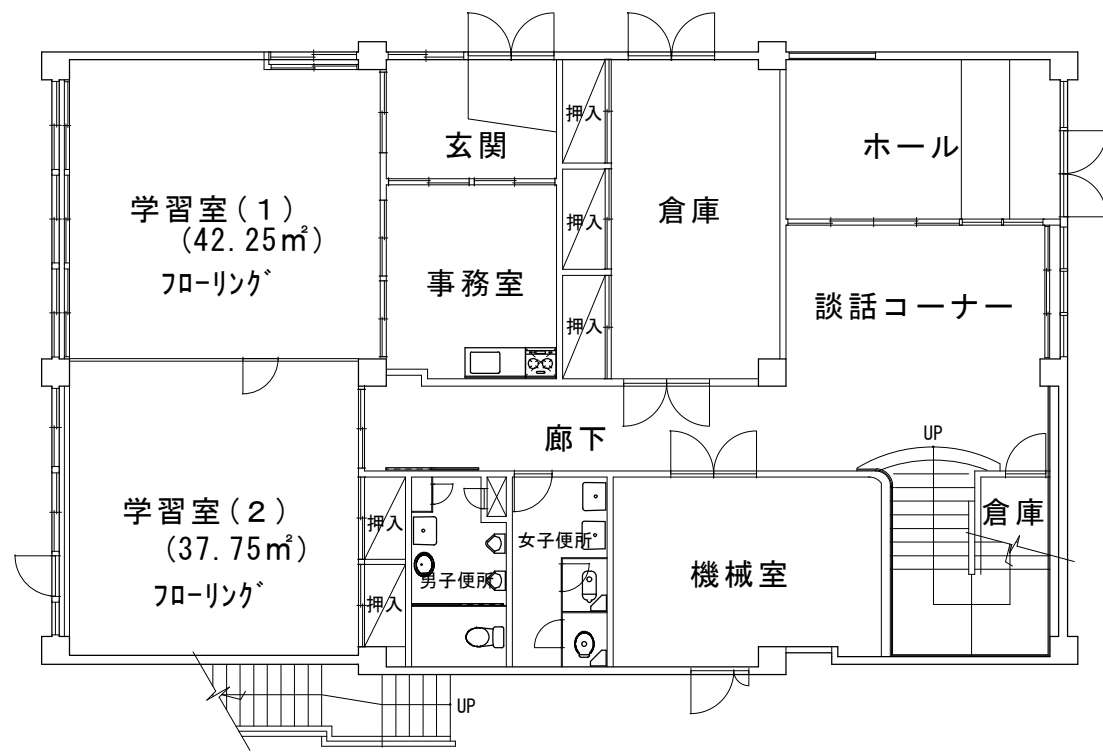 押入
玄関
ホール
学習室(1)
(42.25㎡)
フローリング
押入
倉庫
事務室
押入
談話コーナー
廊下
UP
学習室(2)
(37.75㎡)
フローリング
押入
押入
男子便所
女子便所
機械室
倉庫
UP